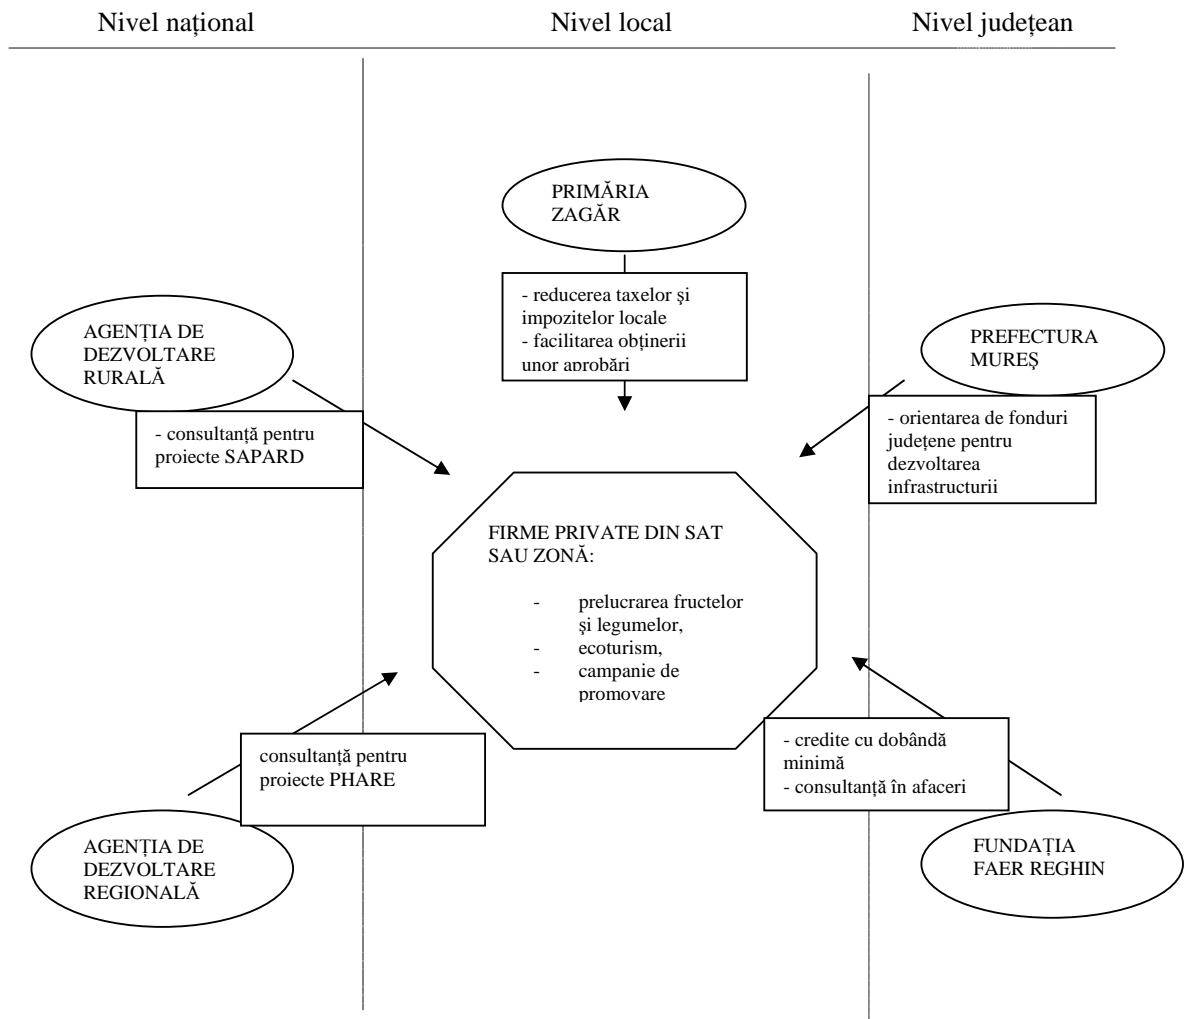 Nivel național
Nivel local
Nivel județean
PRIMĂRIA
ZAGĂR
- reducerea taxelor şi
impozitelor locale
- facilitarea obținerii
unor aprobări
AGENȚIA DE
DEZVOLTARE
RURALĂ
- consultanță pentru
proiecte SAPARD
PREFECTURA
MUREŞ
- orientarea de fonduri
județene pentru
dezvoltarea
infrastructurii
FIRME PRIVATE DIN SAT
SAU ZONĂ:
- prelucrarea fructelor
şi legumelor,
- ecoturism,
- campanie de
promovare
consultanță pentru
proiecte PHARE
- credite cu dobândă
minimă
- consultanță în afaceri
AGENȚIA DE
DEZVOLTARE
REGIONALĂ
FUNDAȚIA
FAER REGHIN